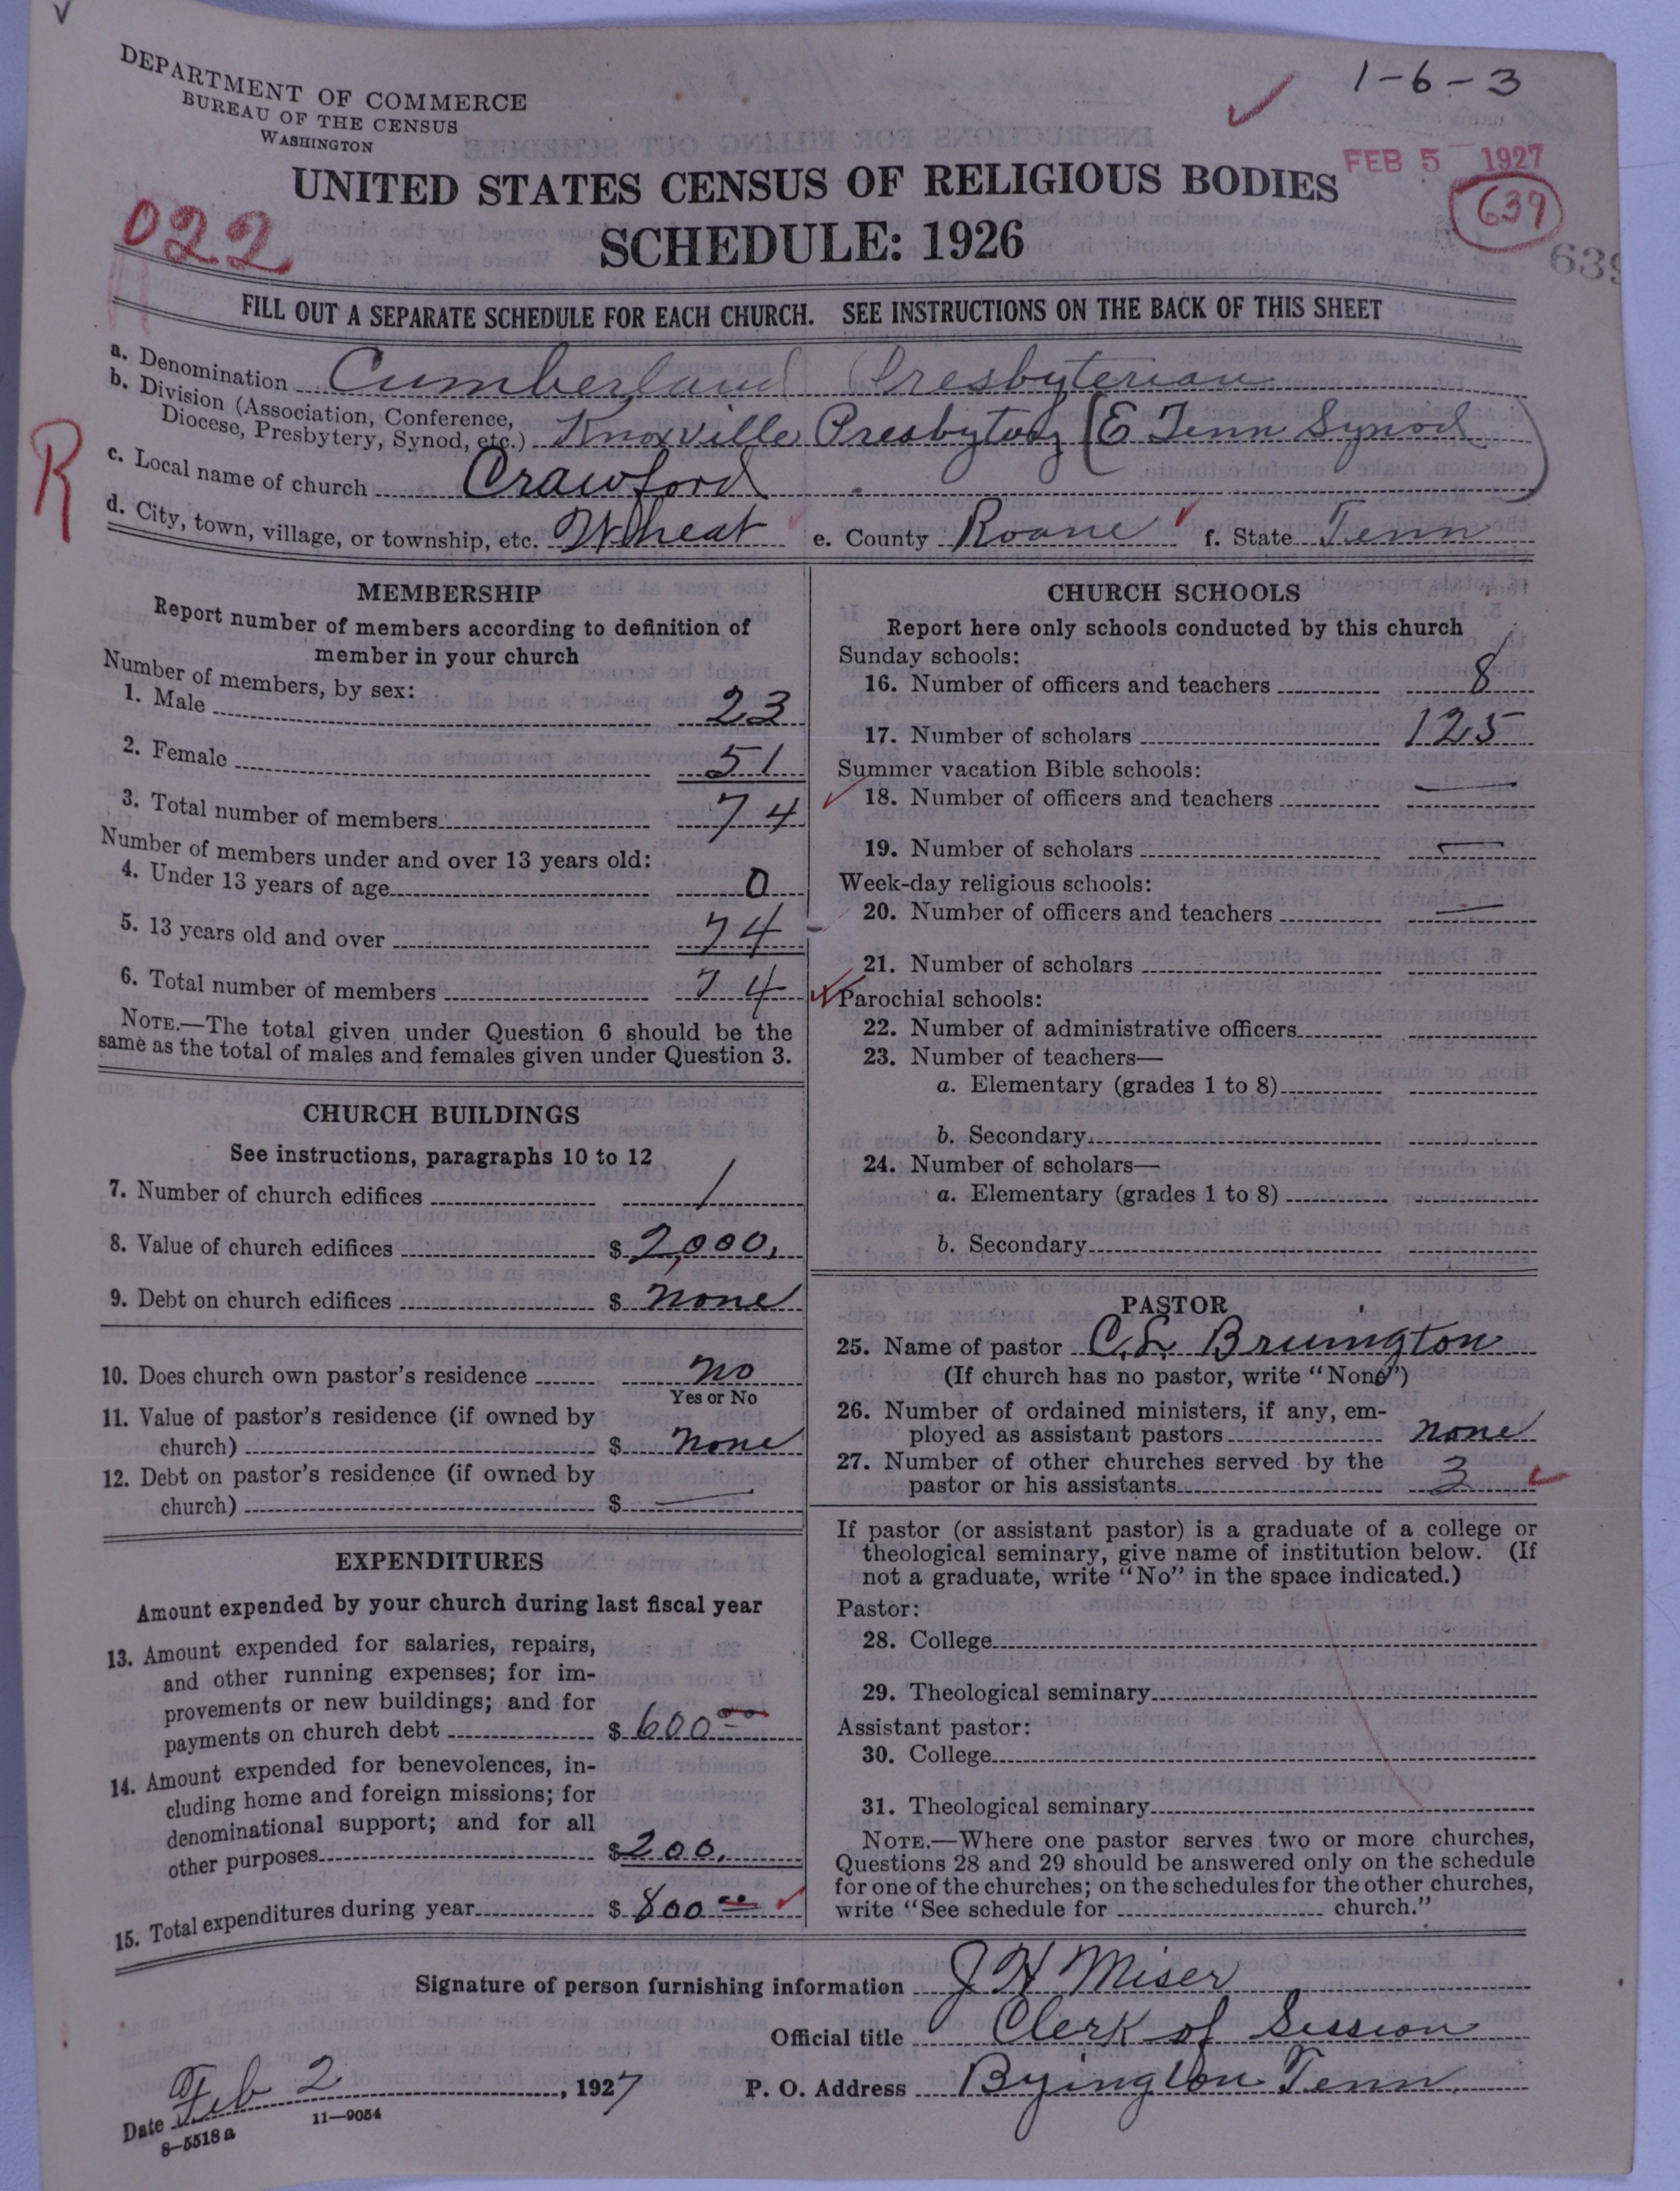 DEPARTMENT OF COMMERCE
BUREAU OF THE CENSUS
WASHINGTON
1-6-3
FEB 5 1927
UNITED STATES CENSUS OF RELIGIOUS BODIES
SCHEDULE: 1926
022
639
639
FILL OUT A SEPARATE SCHEDULE FOR EACH CHURCH. SEE INSTRUCTIONS ON THE BACK OF THIS SHEET
a. Denomination Cumberland Presbyterian
b. Division (Association, Conference,
Diocese, Presbytery, Synod, etc.) Knoxville Presbytery (E Tenn Synod)
R
c. Local name of church Crawford
d. City, town, village, or township, etc. Wheat e. County Roane f. State Tenn
MEMBERSHIP
Report number of members according to definition of
member in your church
Number of members, by sex:
1. Male 23
2. Female 51
3. Total number of members 74
Number of members under and over 13 years old:
4. Under 13 years of age 0
5. 13 years old and over 74
6. Total number of members 74
NOTE.—The total given under Question 6 should be the
same as the total of males and females given under Question 3.
CHURCH BUILDINGS
See instructions, paragraphs 10 to 12
7. Number of church edifices 1
8. Value of church edifices $ 2,000.
9. Debt on church edifices $ none
10. Does church own pastor's residence no
Yes or No
11. Value of pastor's residence (if owned by
church) $ none
12. Debt on pastor's residence (if owned by
church) $ —
EXPENDITURES
Amount expended by your church during last fiscal year
13. Amount expended for salaries, repairs,
and other running expenses; for im-
provements or new buildings; and for
payments on church debt $ 600 00
14. Amount expended for benevolences, in-
cluding home and foreign missions; for
denominational support; and for all
other purposes $ 200.
15. Total expenditures during year $ 800 00
CHURCH SCHOOLS
Report here only schools conducted by this church
Sunday schools:
16. Number of officers and teachers 8
17. Number of scholars 125
Summer vacation Bible schools:
18. Number of officers and teachers —
19. Number of scholars —
Week-day religious schools:
20. Number of officers and teachers —
21. Number of scholars
Parochial schools:
22. Number of administrative officers
23. Number of teachers—
a. Elementary (grades 1 to 8)
b. Secondary
24. Number of scholars—
a. Elementary (grades 1 to 8)
b. Secondary
PASTOR
25. Name of pastor C. L. Bruington
(If church has no pastor, write "None")
26. Number of ordained ministers, if any, em-
ployed as assistant pastors none
27. Number of other churches served by the
pastor or his assistants 3
If pastor (or assistant pastor) is a graduate of a college or
theological seminary, give name of institution below. (If
not a graduate, write "No" in the space indicated.)
Pastor:
28. College
29. Theological seminary
Assistant pastor:
30. College
31. Theological seminary
NOTE.—Where one pastor serves two or more churches,
Questions 28 and 29 should be answered only on the schedule
for one of the churches; on the schedules for the other churches,
write "See schedule for church."
Signature of person furnishing information J H Miser
Official title Clerk of Session
Date Feb 2, 1927 P. O. Address Byington Tenn.
8—5518 a 11—9054